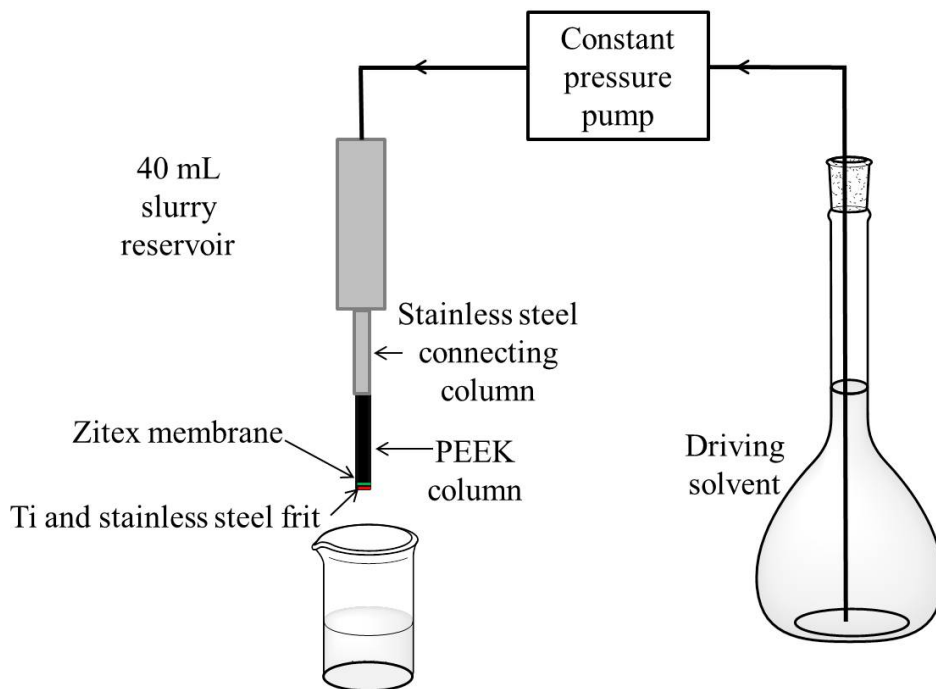 Constant
pressure
pump
40 mL
slurry
reservoir
Stainless steel
connecting
column
Zitex membrane
PEEK
column
Driving
solvent
Ti and stainless steel frit